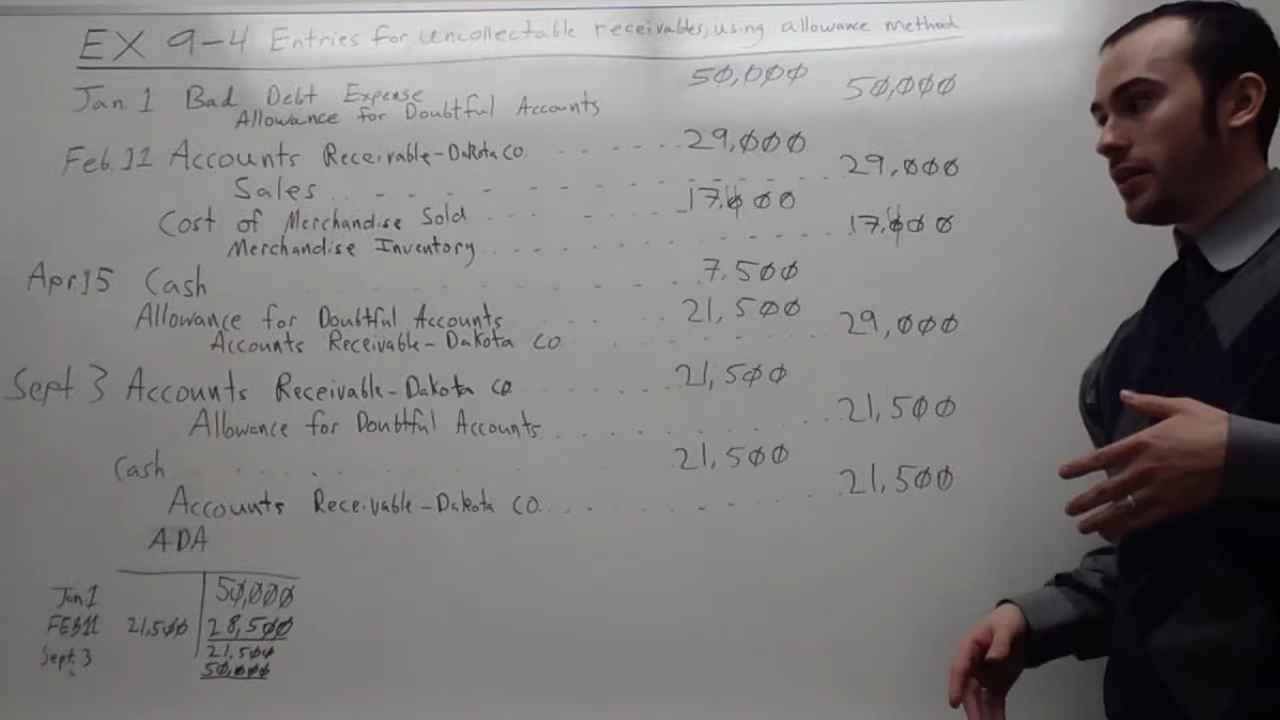 EX 9-4 Entries for uncollectable receivables, using allowance method
Jan 1 Bad Debt Expense 50,000
Allowance for Doubtful Accounts 50,000
Feb. 12 Accounts Receivable-Dakota CO. 29,000
Sales 29,000
Cost of Merchandise Sold 17,400
Merchandise Inventory 17,400
Apr 15 Cash 7,500
Allowance for Doubtful Accounts 21,500
Accounts Receivable-Dakota CO 29,000
Sept 3 Accounts Receivable-Dakota CO. 21,500
Allowance for Doubtful Accounts 21,500
Cash 21,500
Accounts Receivable-Dakota CO. 21,500
ADA
Jan 1 50,000
FEB 21,500 28,500
Sept. 3 21,500
50,000